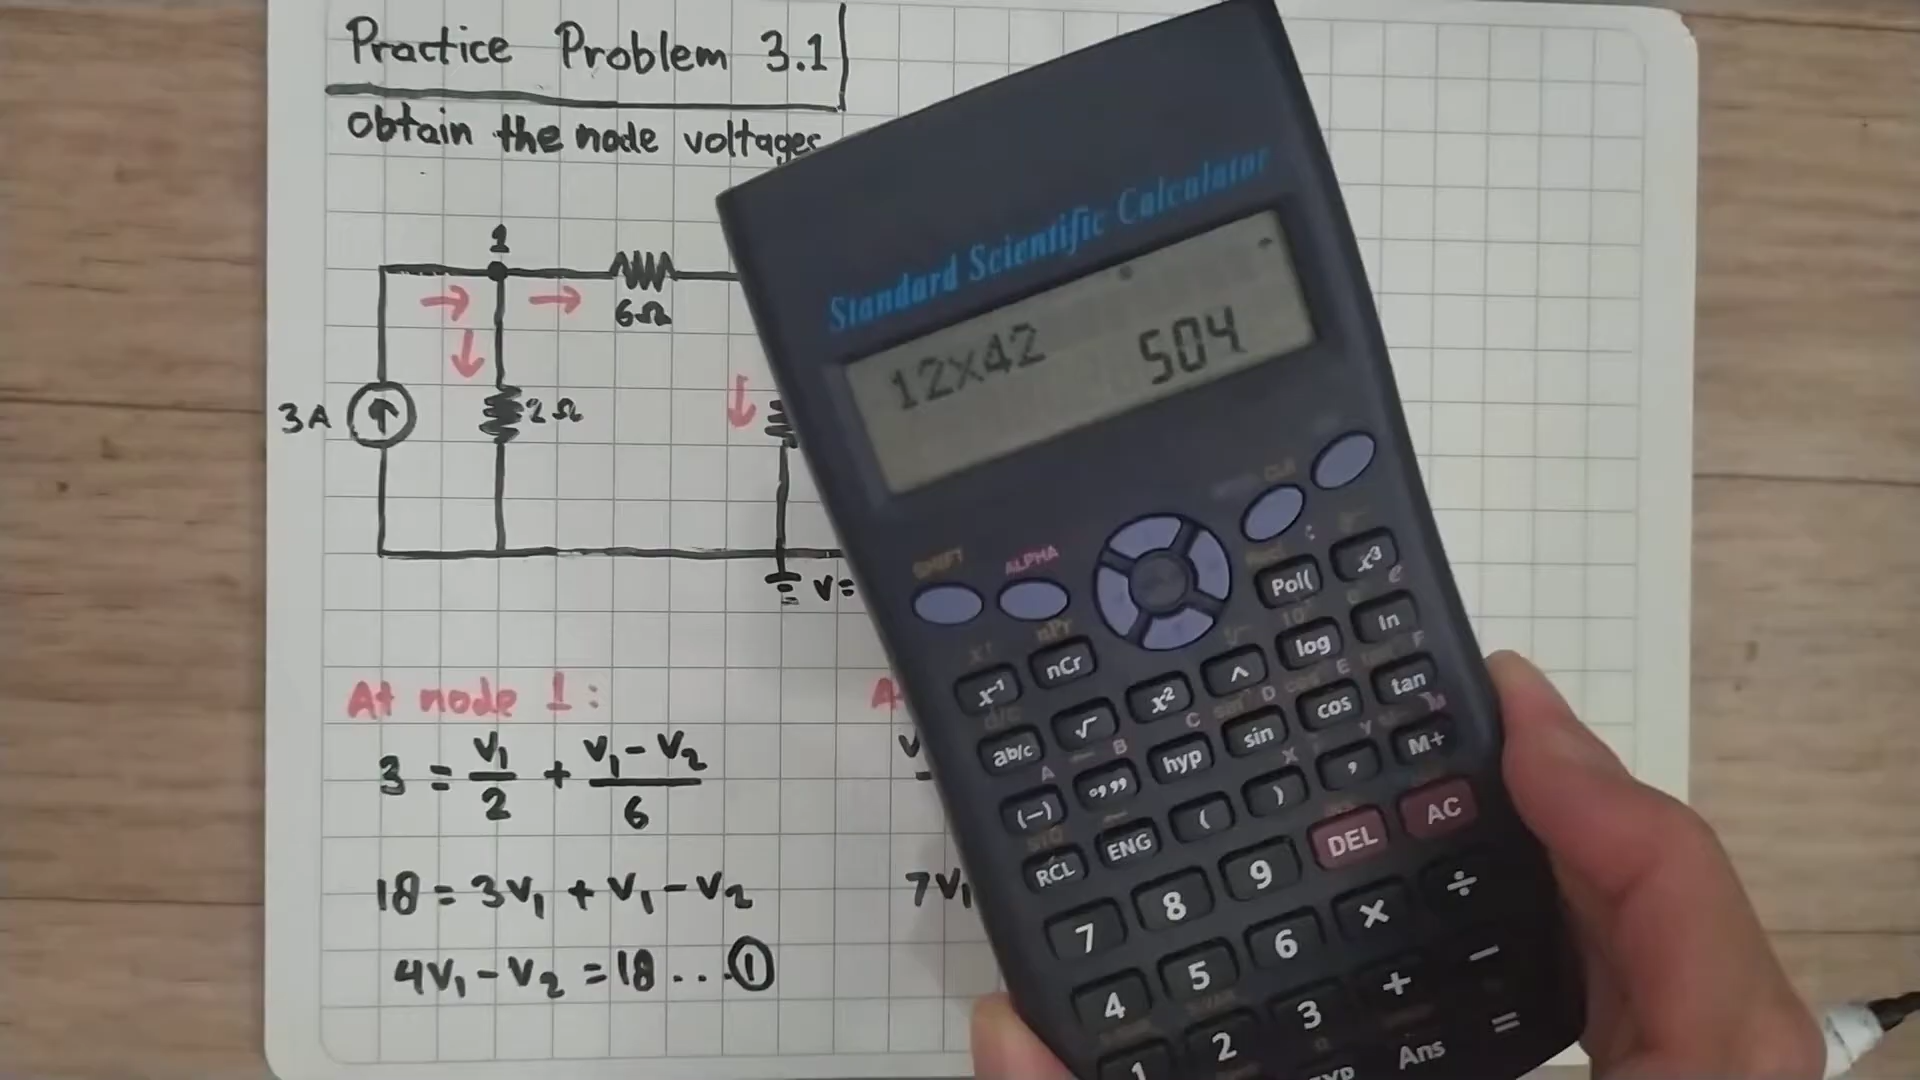 Practice Problem 3.1
obtain the node voltages
1
6Ω
3A
2Ω
V=
At node 1:
3 = V1/2 + (V1 - V2)/6
18 = 3V1 + V1 - V2
4V1 - V2 = 18 ... ①
A
V
7V1
Standard Scientific Calculator
12×42
504
SHIFT
ALPHA
Pol(
x³
x⁻¹
nCr
nPr
log
ln
ab/c
√
x²
^
(-)
° ' ''
hyp
sin
cos
tan
RCL
ENG
(
)
,
M+
7
8
9
DEL
AC
4
5
6
×
÷
1
2
3
+
-
Ans
=